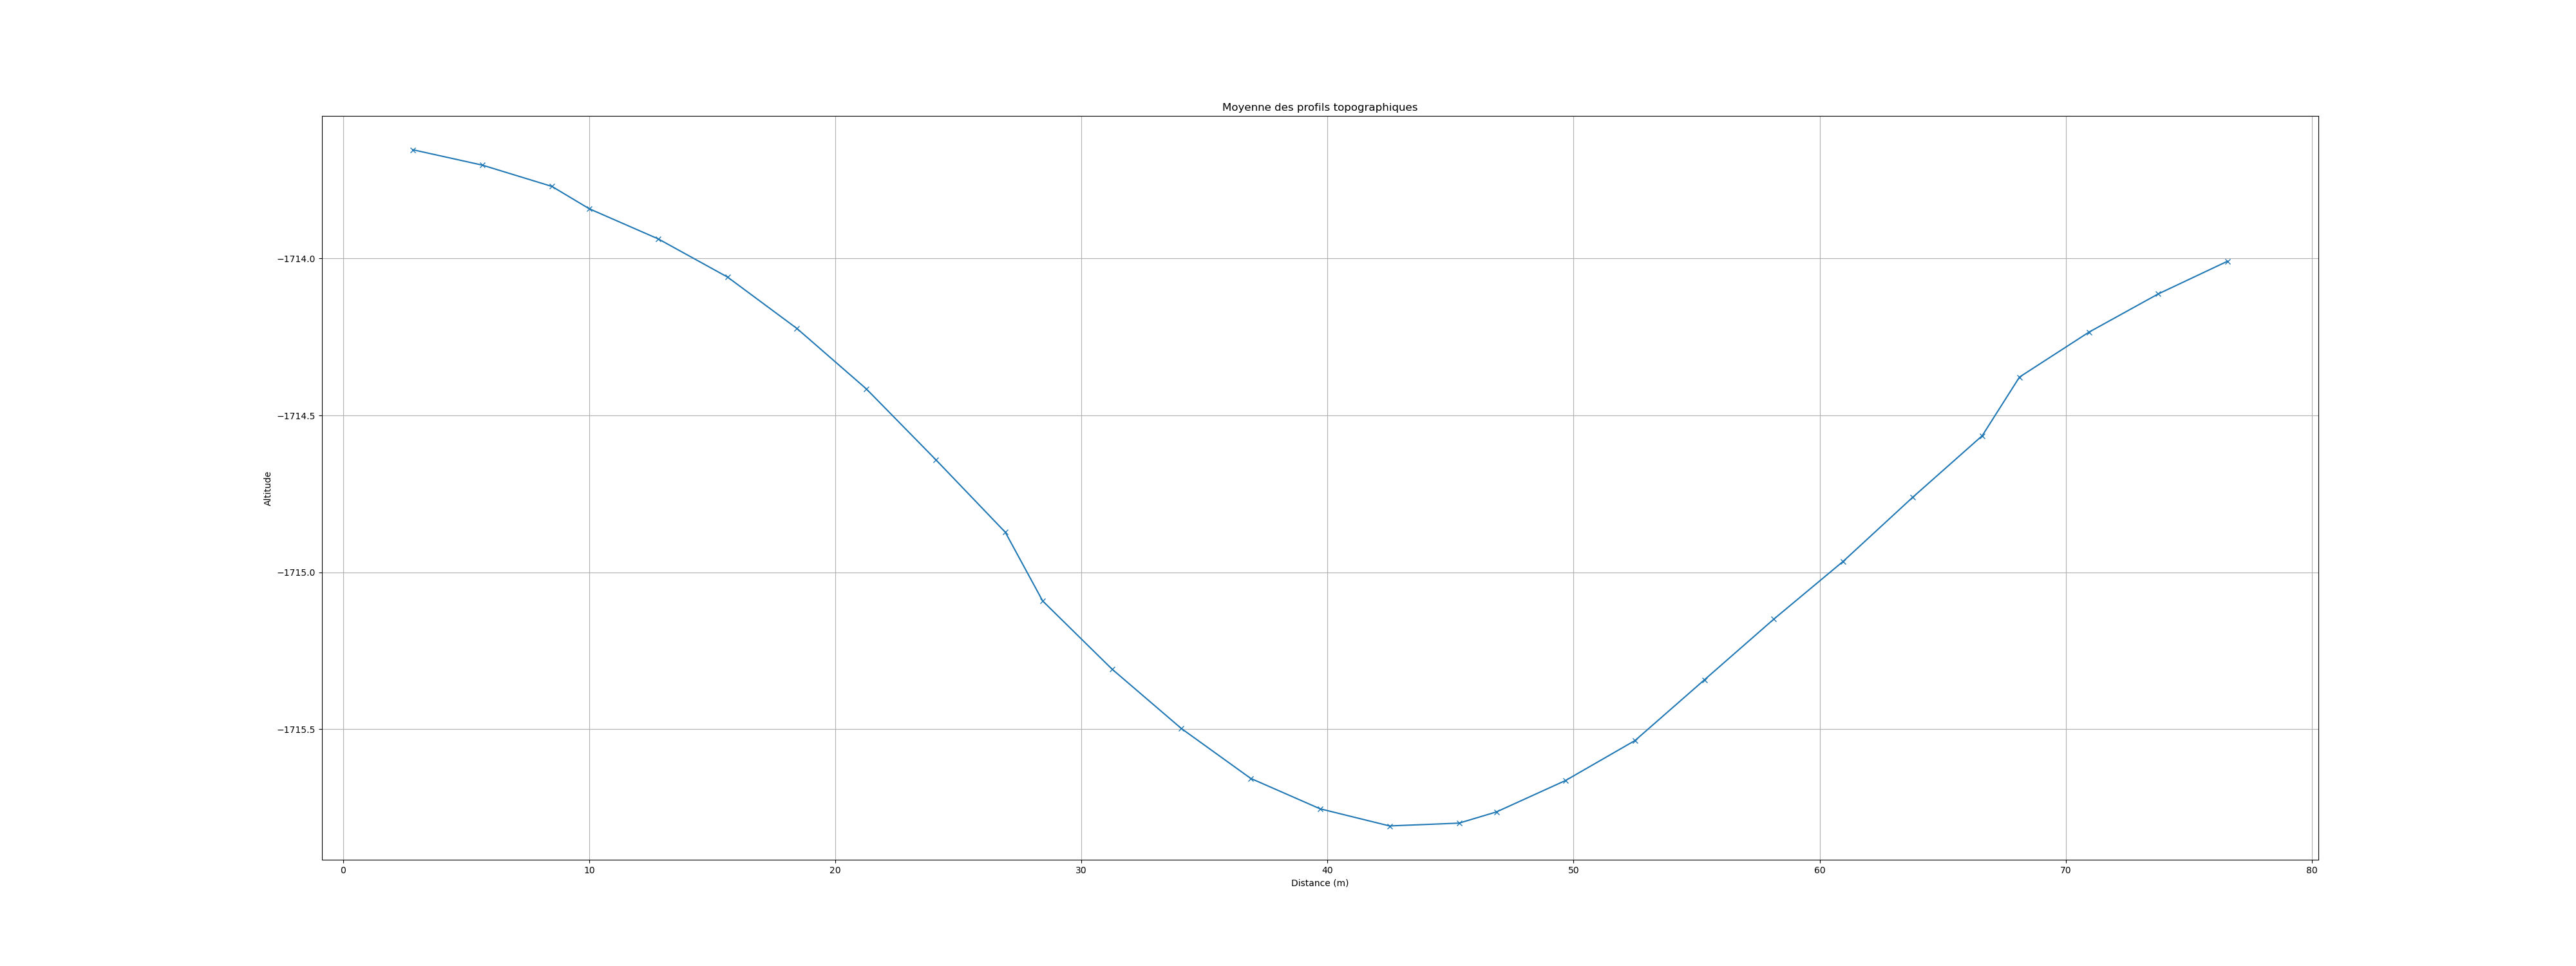 Moyenne des profils topographiques
−1714.0
−1714.5
−1715.0
−1715.5
Altitude
0 10 20 30 40 50 60 70 80
Distance (m)